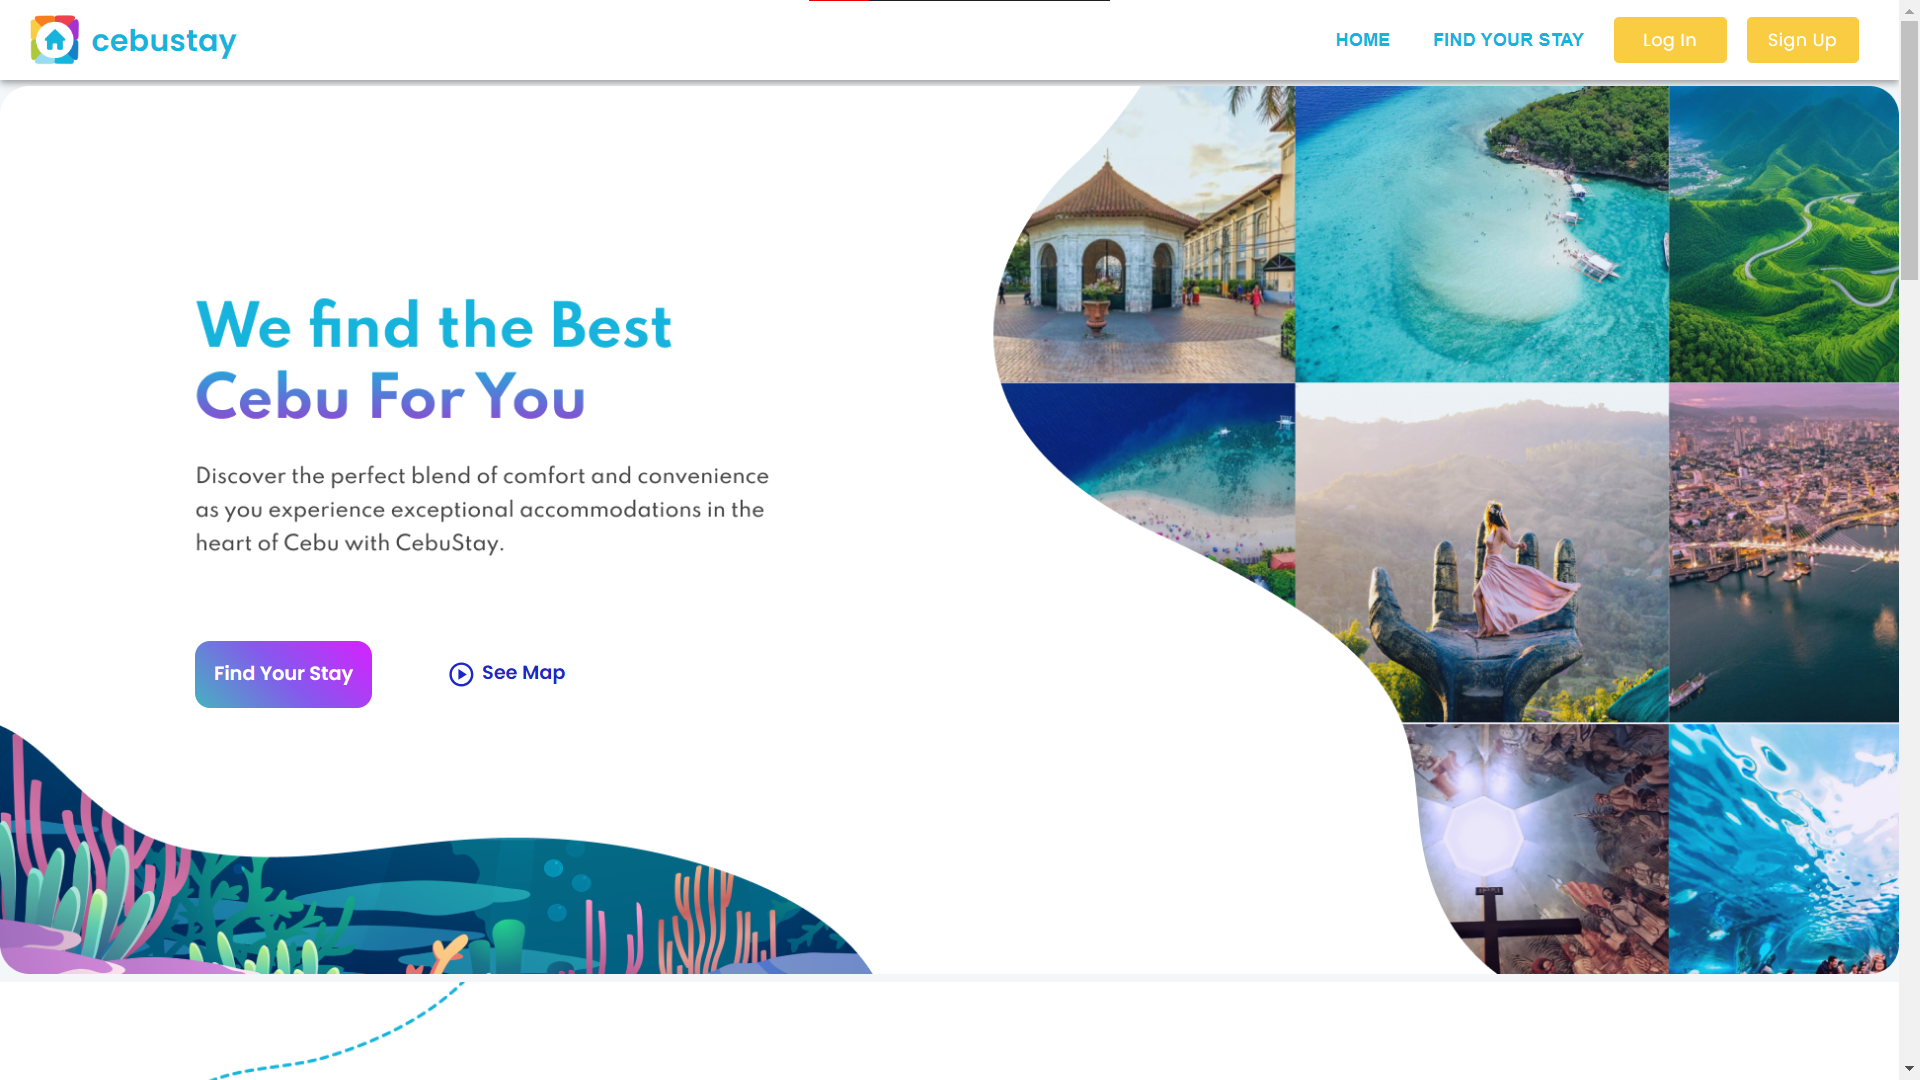 cebustay
HOME
FIND YOUR STAY
Log In
Sign Up
We find the Best
Cebu For You
Discover the perfect blend of comfort and convenience
as you experience exceptional accommodations in the
heart of Cebu with CebuStay.
Find Your Stay
See Map